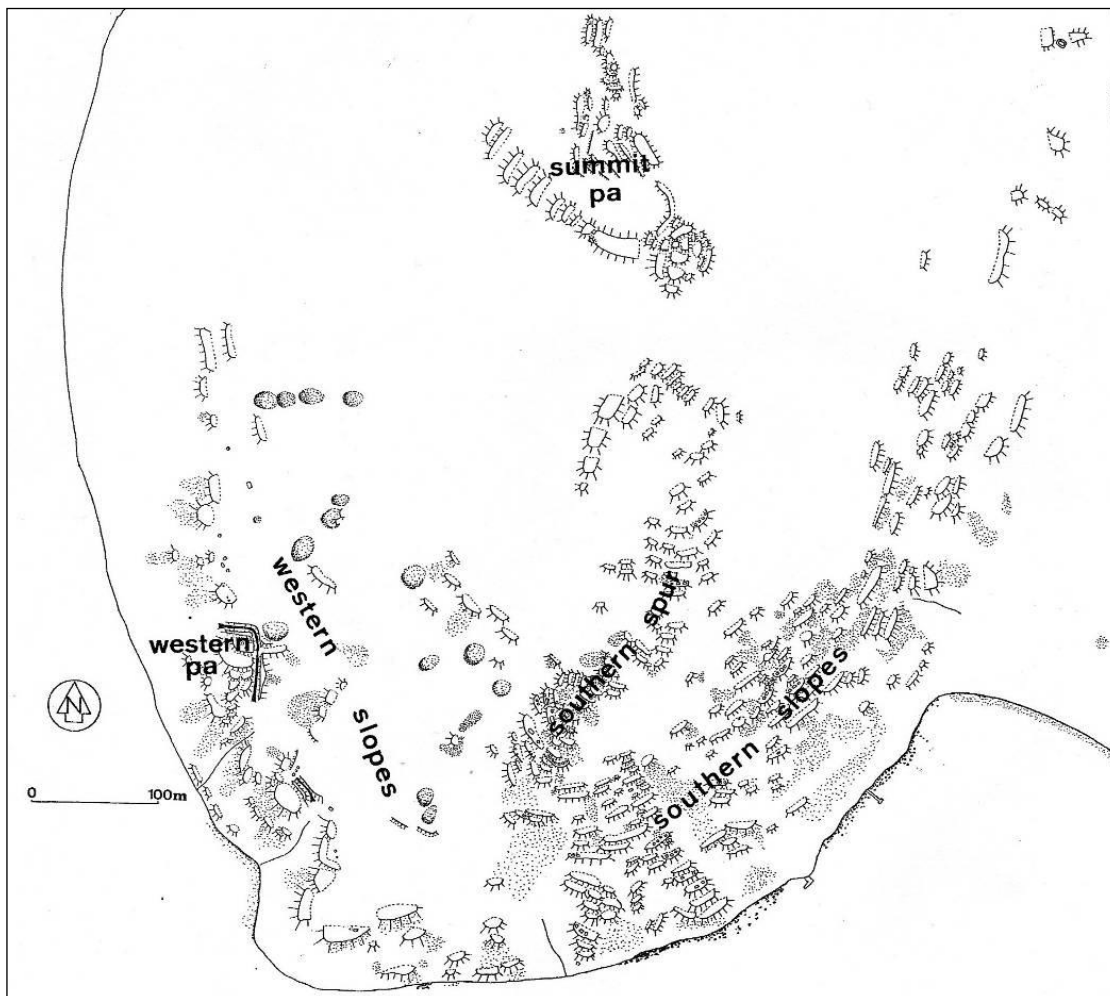 summit
pa
western
pa
western
slopes
southern spur
southern slopes
N
0 100m